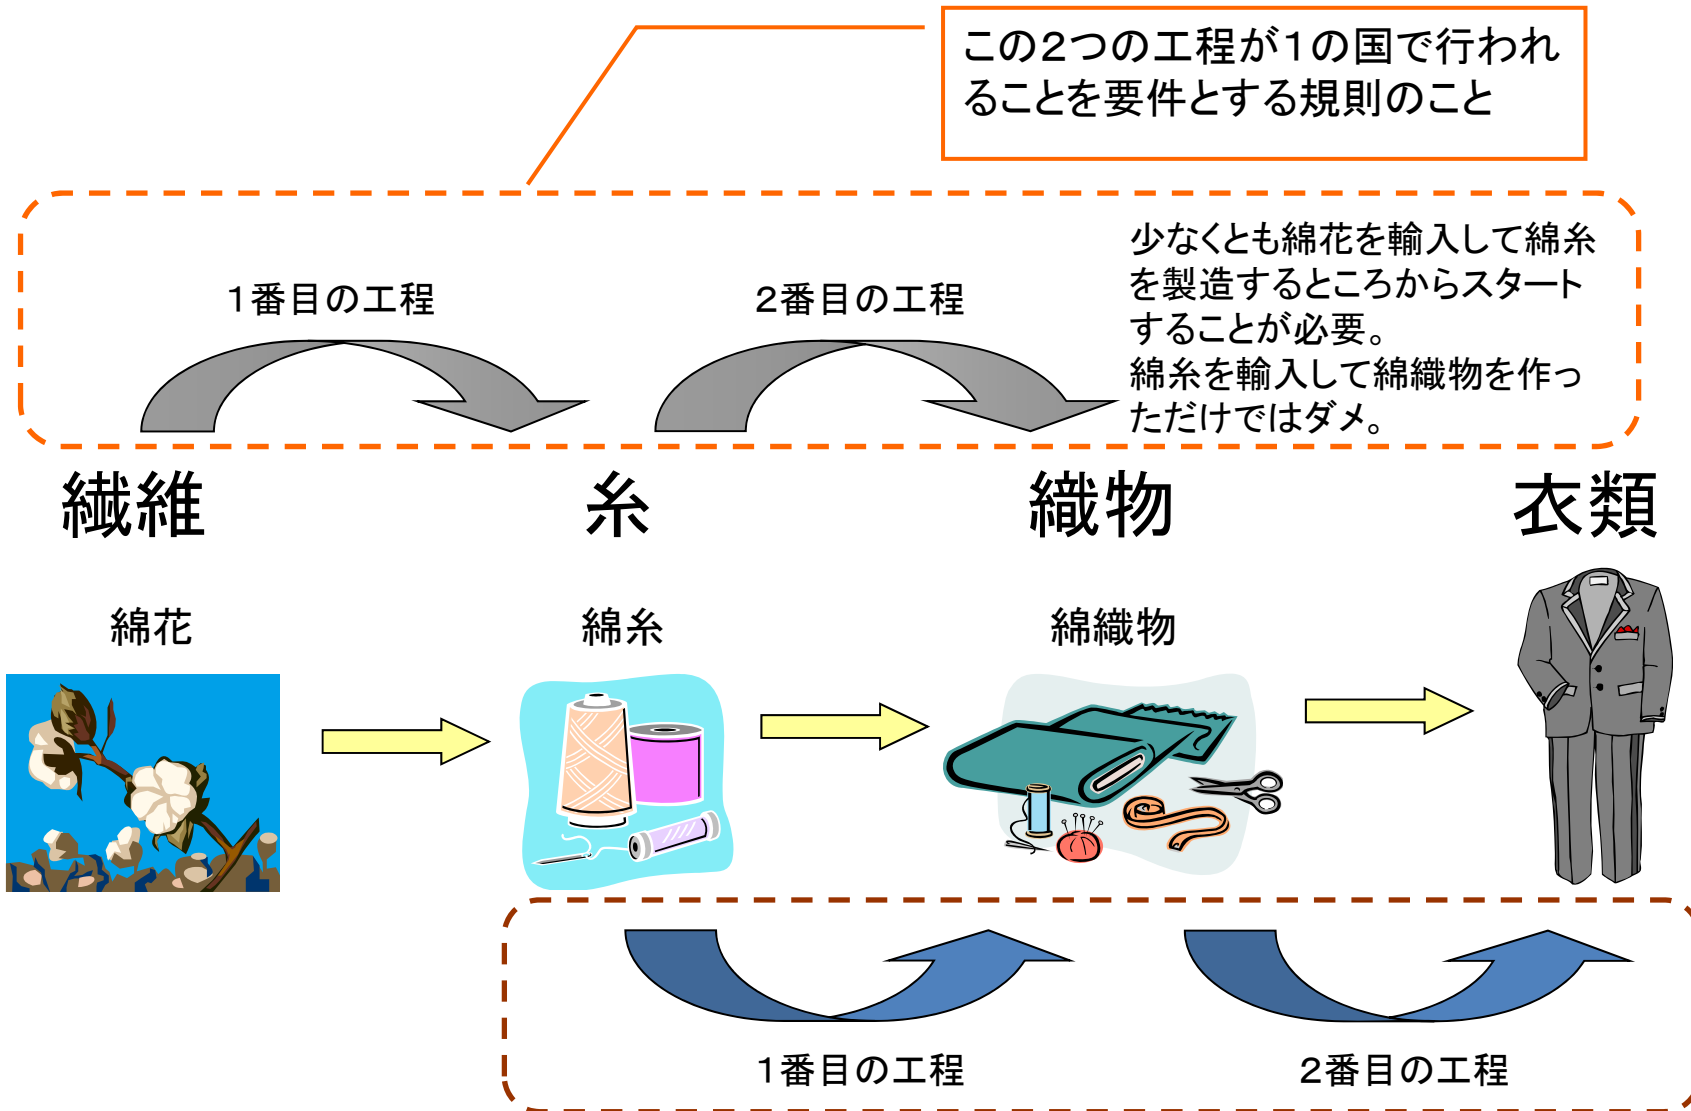 この２つの工程が１の国で行われ
ることを要件とする規則のこと
少なくとも綿花を輸入して綿糸
を製造するところからスタート
することが必要。
綿糸を輸入して綿織物を作っ
ただけではダメ。
１番目の工程
２番目の工程
繊維
糸
織物
衣類
綿花
綿糸
綿織物
１番目の工程
２番目の工程